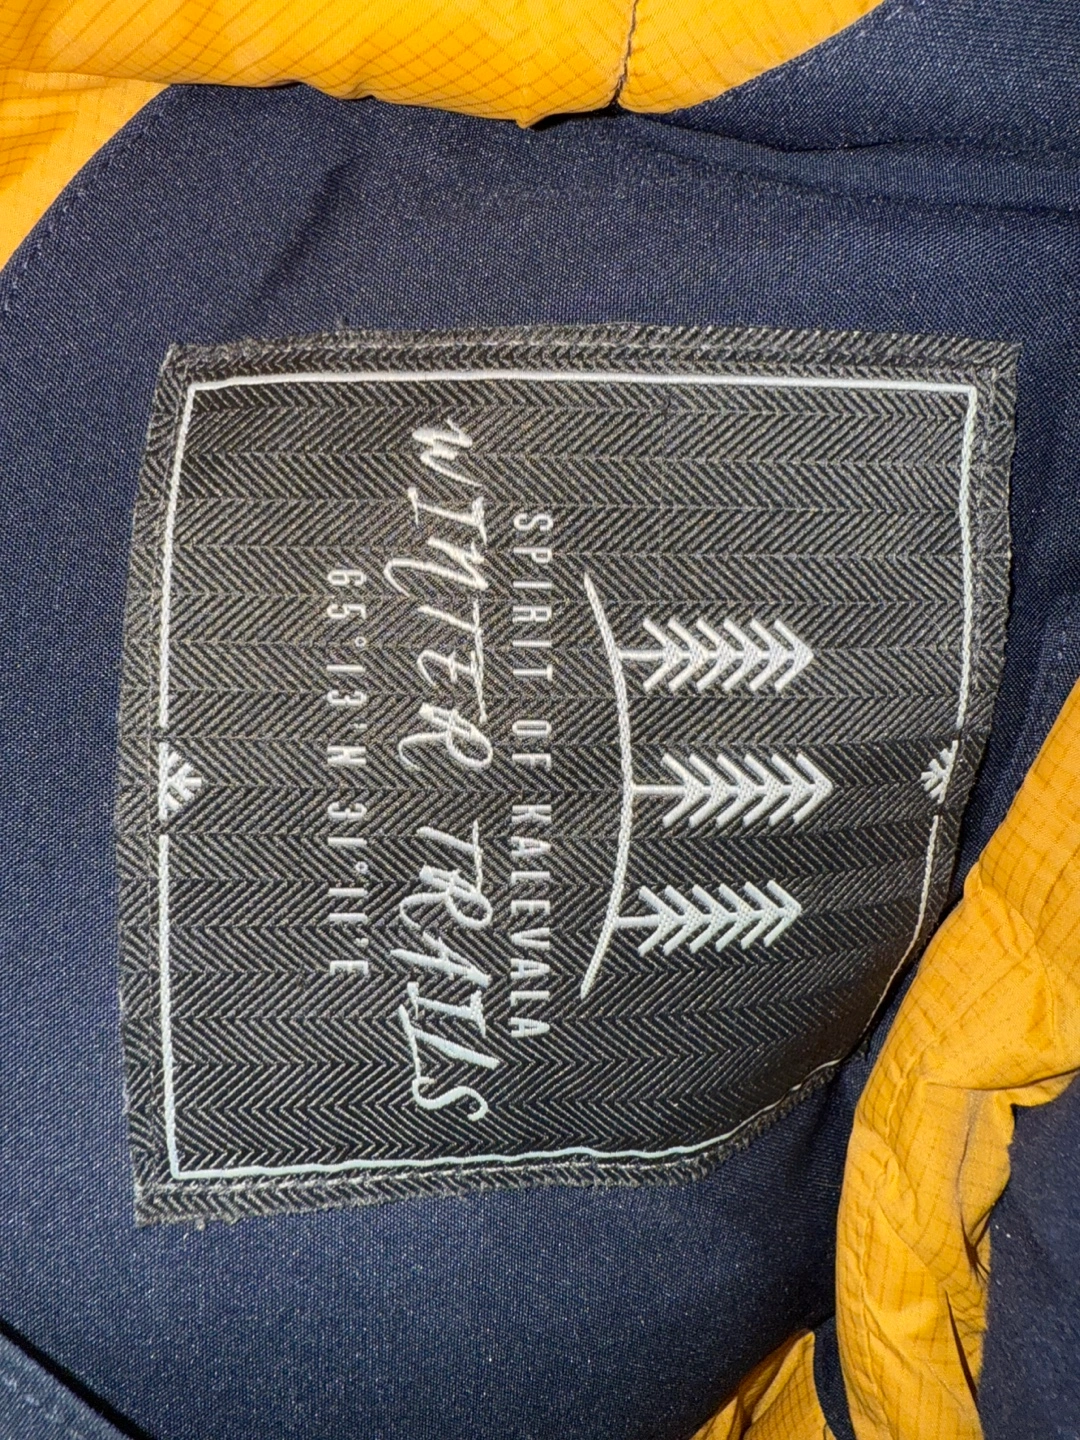 SPIRIT OF KALEVALA
WINTER TRAILS
65°13'N 31°11'E